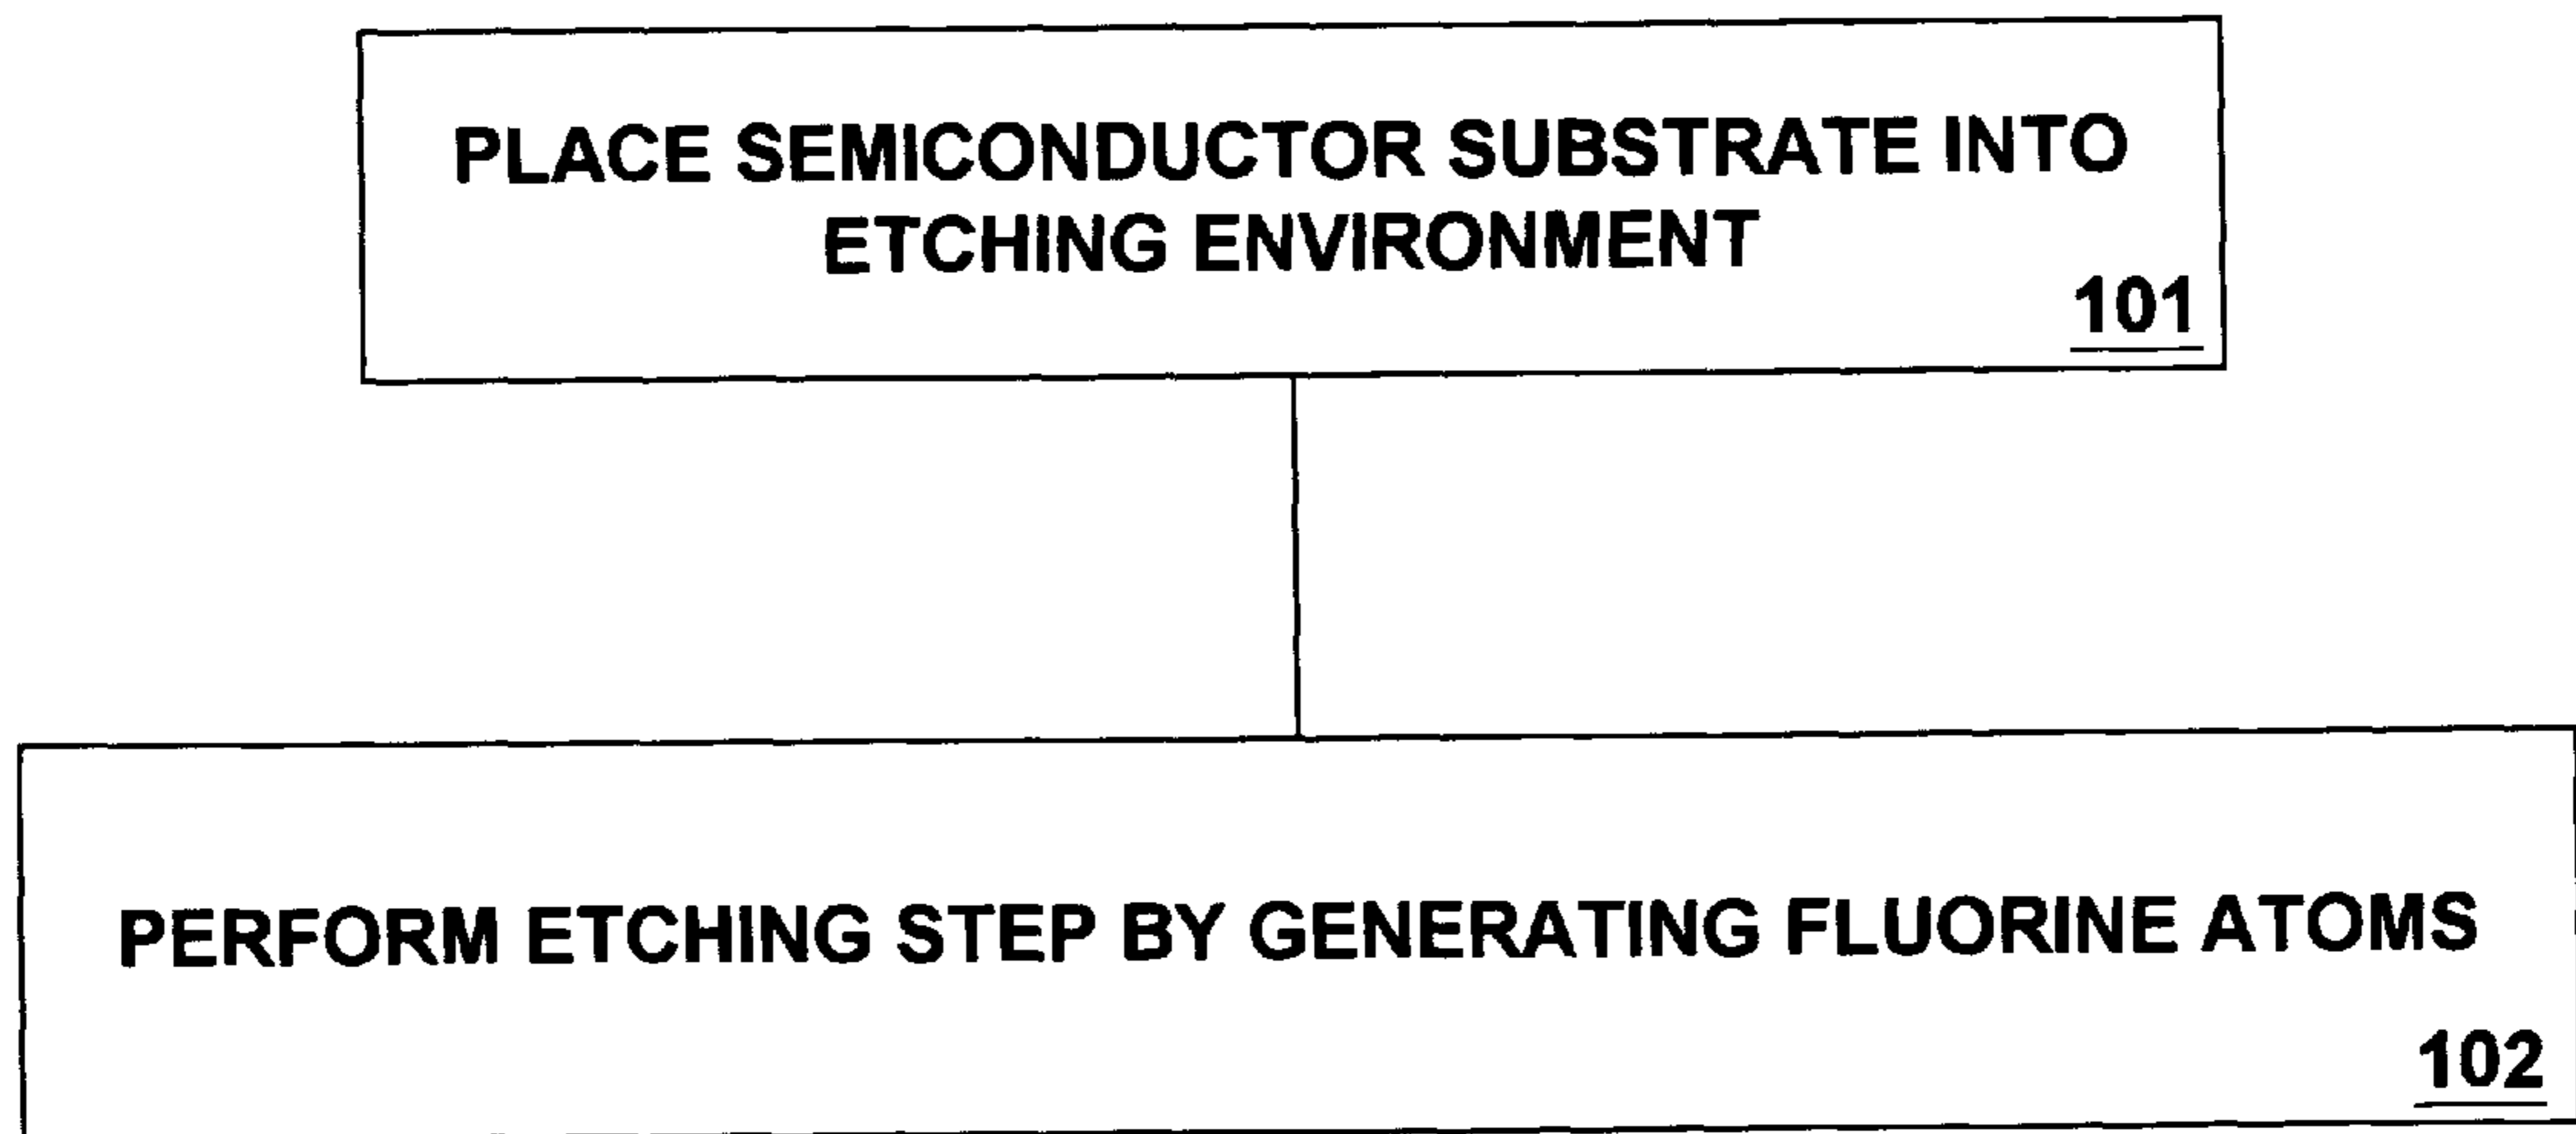 PLACE SEMICONDUCTOR SUBSTRATE INTO
ETCHING ENVIRONMENT
101
PERFORM ETCHING STEP BY GENERATING FLUORINE ATOMS
102